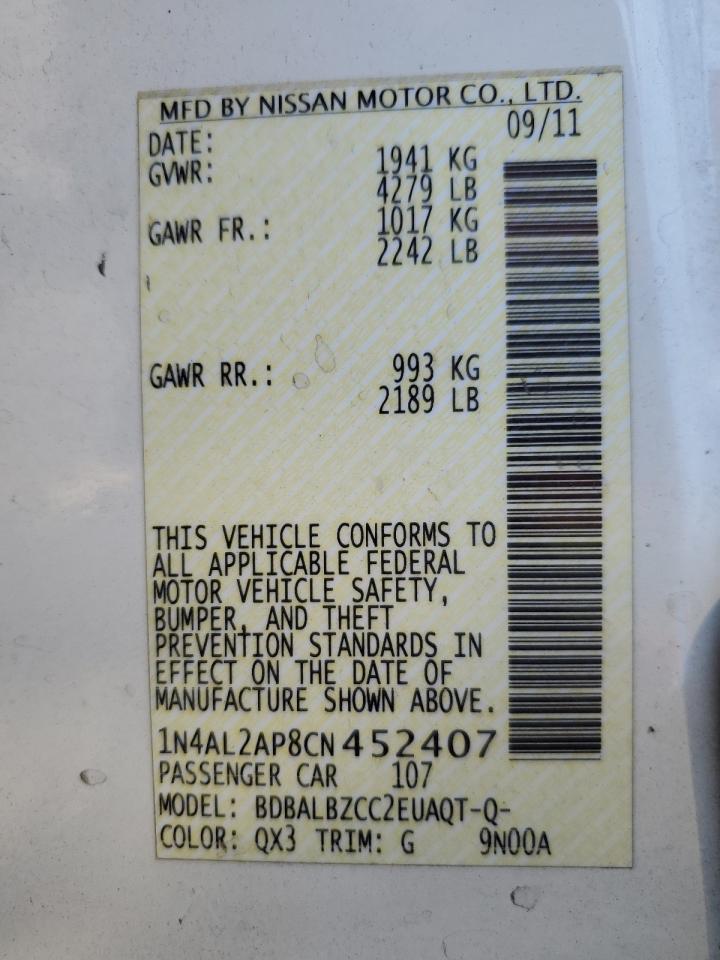 MFD BY NISSAN MOTOR CO., LTD.
DATE: 09/11
GVWR: 1941 KG
4279 LB
GAWR FR.: 1017 KG
2242 LB
GAWR RR.: 993 KG
2189 LB
THIS VEHICLE CONFORMS TO
ALL APPLICABLE FEDERAL
MOTOR VEHICLE SAFETY,
BUMPER, AND THEFT
PREVENTION STANDARDS IN
EFFECT ON THE DATE OF
MANUFACTURE SHOWN ABOVE.
1N4AL2AP8CN452407
PASSENGER CAR 107
MODEL: BDBALBZCC2EUAQT-Q-
COLOR: QX3 TRIM: G 9N00A